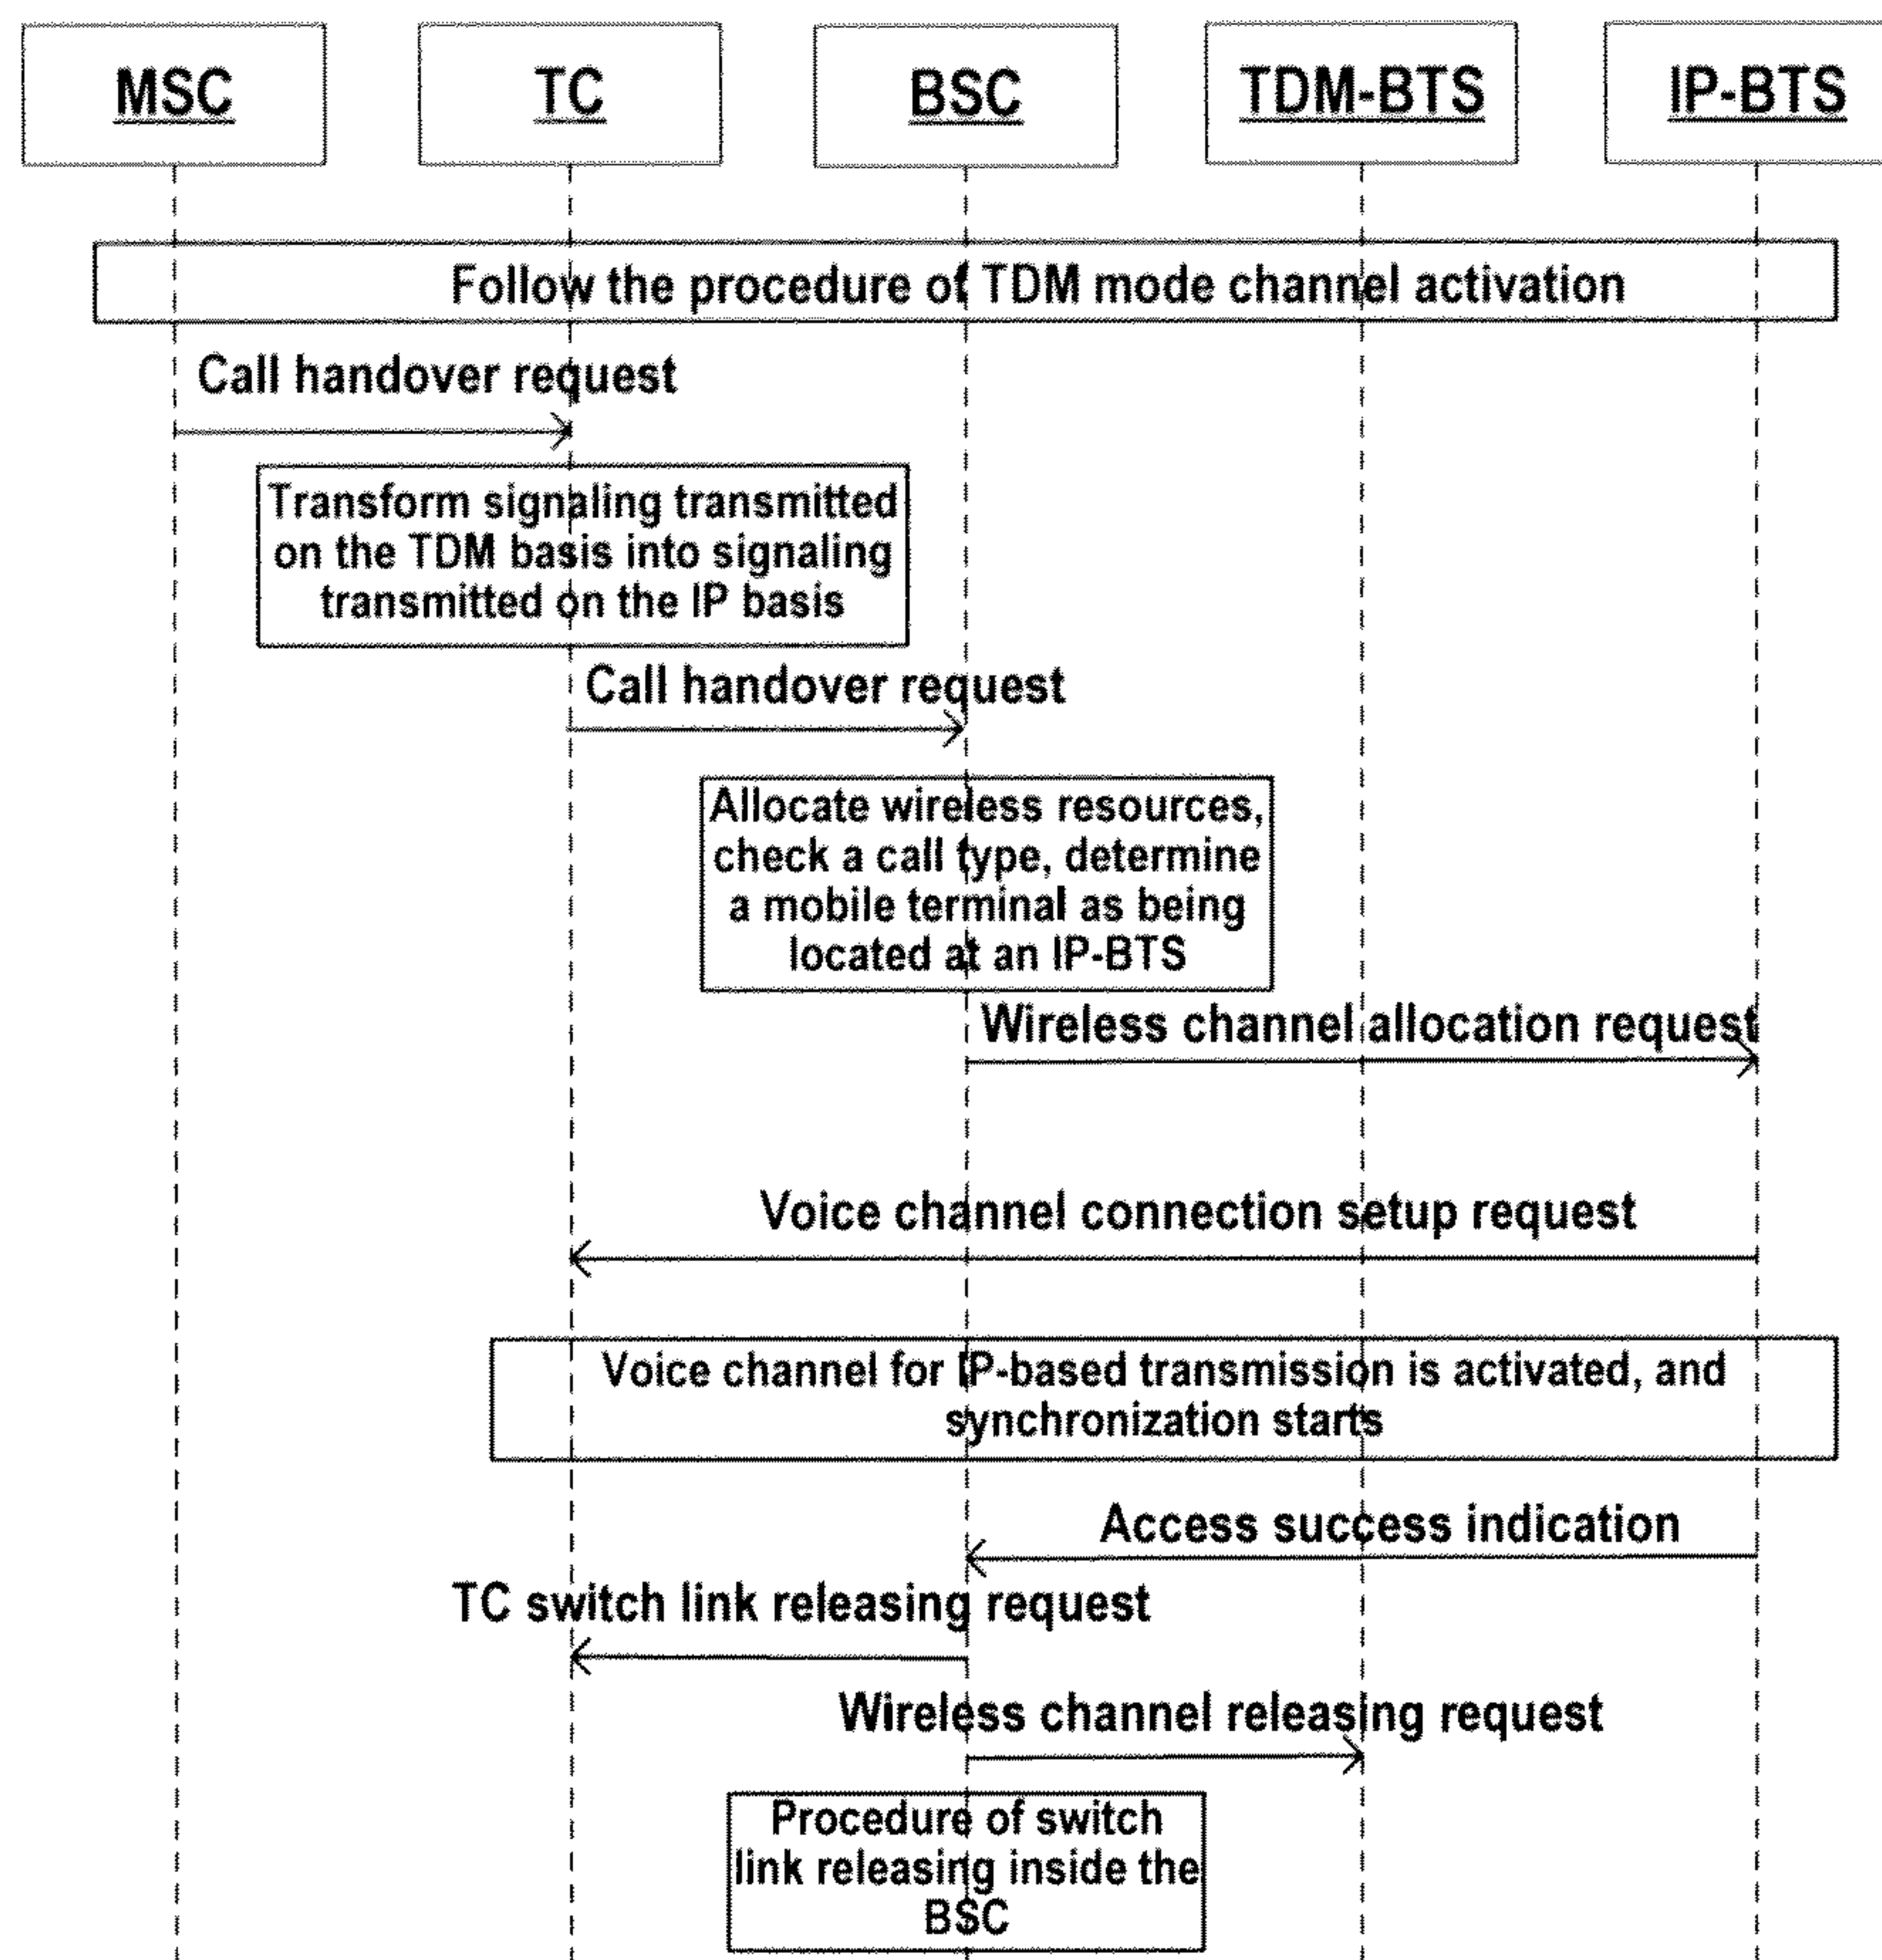 MSC
TC
BSC
TDM-BTS
IP-BTS
Follow the procedure of TDM mode channel activation
Call handover request
Transform signaling transmitted
on the TDM basis into signaling
transmitted on the IP basis
Call handover request
Allocate wireless resources,
check a call type, determine
a mobile terminal as being
located at an IP-BTS
Wireless channel allocation request
Voice channel connection setup request
Voice channel for IP-based transmission is activated, and
synchronization starts
Access success indication
TC switch link releasing request
Wireless channel releasing request
Procedure of switch
link releasing inside the
BSC